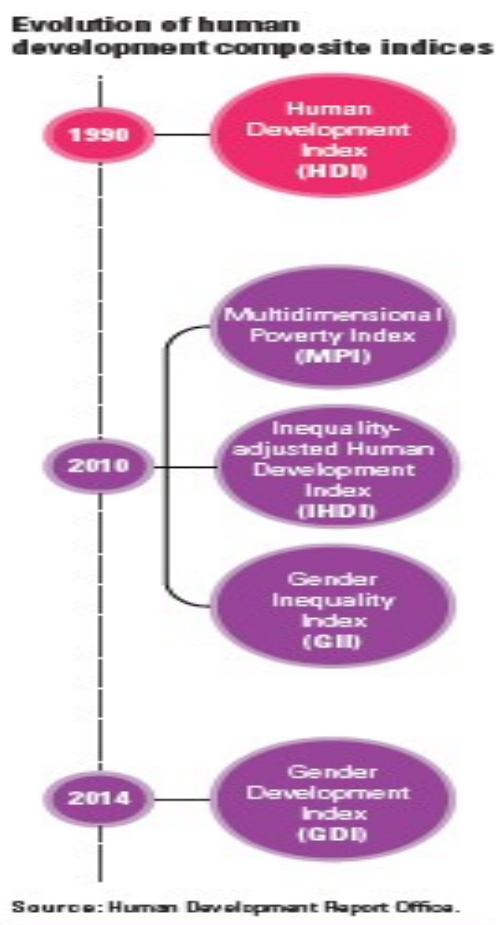 Evolution of human
development composite indices
1990
Human
Development
Index
(HDI)
Multidimensional
Poverty Index
(MPI)
2010
Inequality-
adjusted Human
Development
Index
(IHDI)
Gender
Inequality
Index
(GII)
2014
Gender
Development
Index
(GDI)
Source: Human Development Report Office.